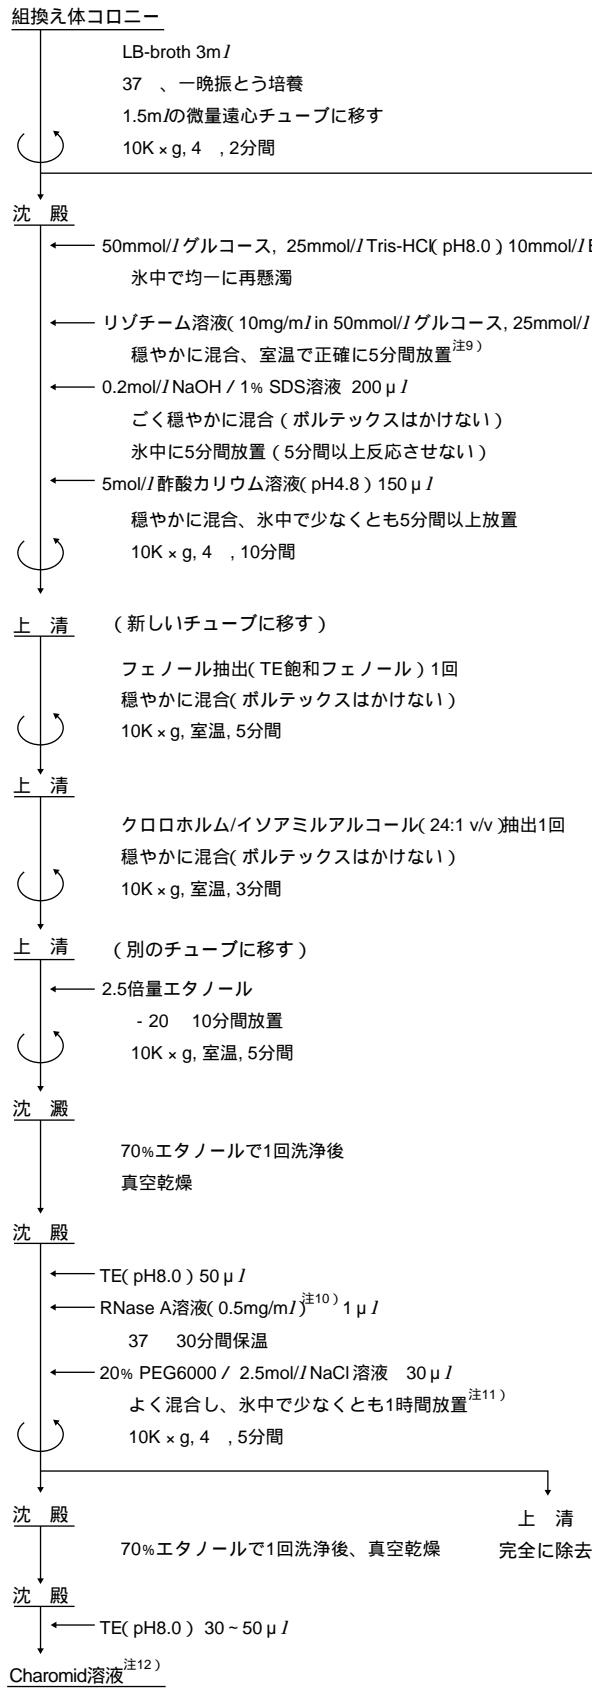 組換え体コロニー
LB-broth 3ml
37 、一晩振とう培養
1.5mlの微量遠心チューブに移す
10K × g, 4 , 2分間
沈 殿
50mmol/l グルコース, 25mmol/l Tris-HCl( pH8.0 ) 10mmol/l E
氷中で均一に再懸濁
リゾチーム溶液( 10mg/ml in 50mmol/l グルコース, 25mmol/l
穏やかに混合、室温で正確に5分間放置注9 )
0.2mol/l NaOH / 1% SDS溶液 200 μl
ごく穏やかに混合 ( ボルテックスはかけない )
氷中に5分間放置 ( 5分間以上反応させない )
5mol/l 酢酸カリウム溶液( pH4.8 ) 150 μl
穏やかに混合、氷中で少なくとも5分間以上放置
10K × g, 4 , 10分間
上 清 ( 新しいチューブに移す )
フェノール抽出( TE飽和フェノール ) 1回
穏やかに混合( ボルテックスはかけない )
10K × g, 室温, 5分間
上 清
クロロホルム/イソアミルアルコール( 24:1 v/v )抽出1回
穏やかに混合( ボルテックスはかけない )
10K × g, 室温, 3分間
上 清 ( 別のチューブに移す )
2.5倍量エタノール
- 20 10分間放置
10K × g, 室温, 5分間
沈 澱
70%エタノールで1回洗浄後
真空乾燥
沈 殿
TE( pH8.0 ) 50 μl
RNase A溶液( 0.5mg/ml )注10 ) 1 μl
37 30分間保温
20% PEG6000 / 2.5mol/l NaCl 溶液 30 μl
よく混合し、氷中で少なくとも1時間放置注11 )
10K × g, 4 , 5分間
沈 殿 上 清
70%エタノールで1回洗浄後、真空乾燥 完全に除去
沈 殿
TE( pH8.0 ) 30 ~ 50 μl
Charomid溶液注12 )